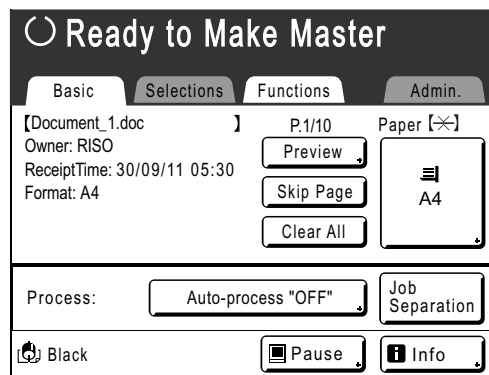 Ready to Make Master
Basic Selections Functions Admin.
【Document_1.doc 】 P.1/10 Paper【  】
Owner: RISO Preview
ReceiptTime: 30/09/11 05:30
Format: A4 Skip Page A4
Clear All
Process: Auto-process "OFF" Job
Separation
Black Pause Info